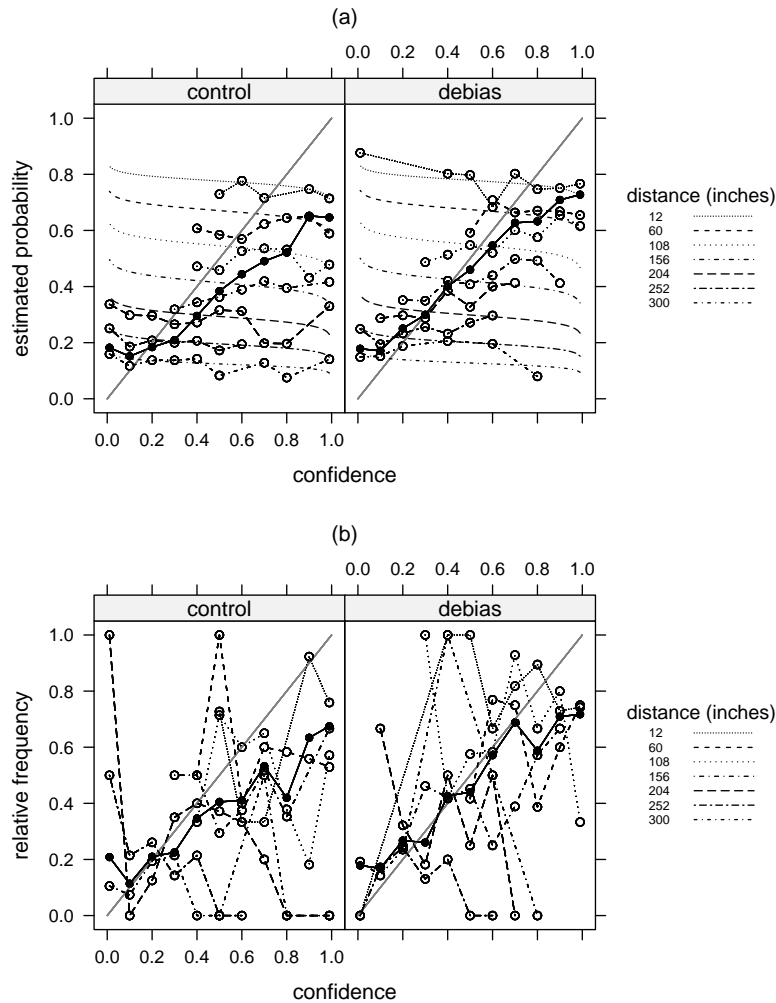 (a)
0.0 0.2 0.4 0.6 0.8 1.0
control debias
1.0
0.8
0.6
0.4
0.2
0.0
estimated probability
0.0 0.2 0.4 0.6 0.8 1.0
confidence
distance (inches)
12
60
108
156
204
252
300
(b)
0.0 0.2 0.4 0.6 0.8 1.0
control debias
1.0
0.8
0.6
0.4
0.2
0.0
relative frequency
0.0 0.2 0.4 0.6 0.8 1.0
confidence
distance (inches)
12
60
108
156
204
252
300